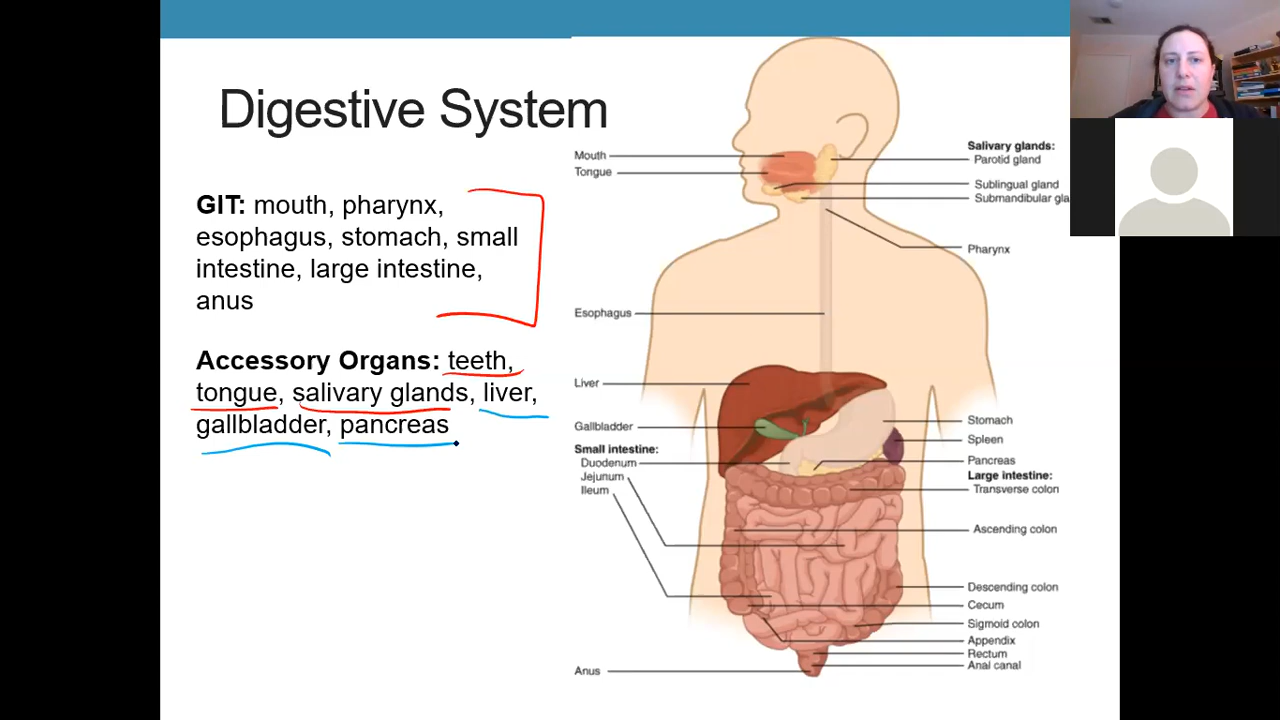 Digestive System
GIT: mouth, pharynx,
esophagus, stomach, small
intestine, large intestine,
anus
Accessory Organs: teeth,
tongue, salivary glands, liver,
gallbladder, pancreas
Mouth
Tongue
Esophagus
Liver
Gallbladder
Small intestine:
Duodenum
Jejunum
Ileum
Anus
Salivary glands:
Parotid gland
Sublingual gland
Submandibular gla
Pharynx
Stomach
Spleen
Pancreas
Large intestine:
Transverse colon
Ascending colon
Descending colon
Cecum
Sigmoid colon
Appendix
Rectum
Anal canal